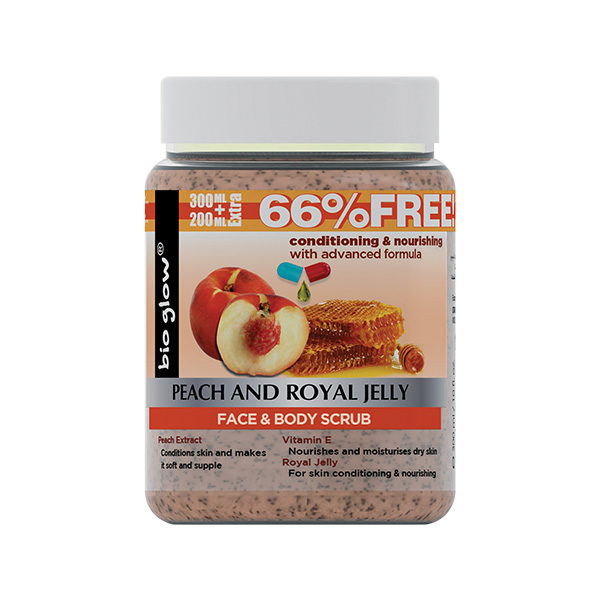 300ML
+
200ML
Extra
66%FREE!
conditioning & nourishing
with advanced formula
bio glow®
PEACH AND ROYAL JELLY
FACE & BODY SCRUB
Peach Extract
Conditions skin and makes
it soft and supple
Vitamin E
Nourishes and moisturises dry skin
Royal Jelly
For skin conditioning & nourishing